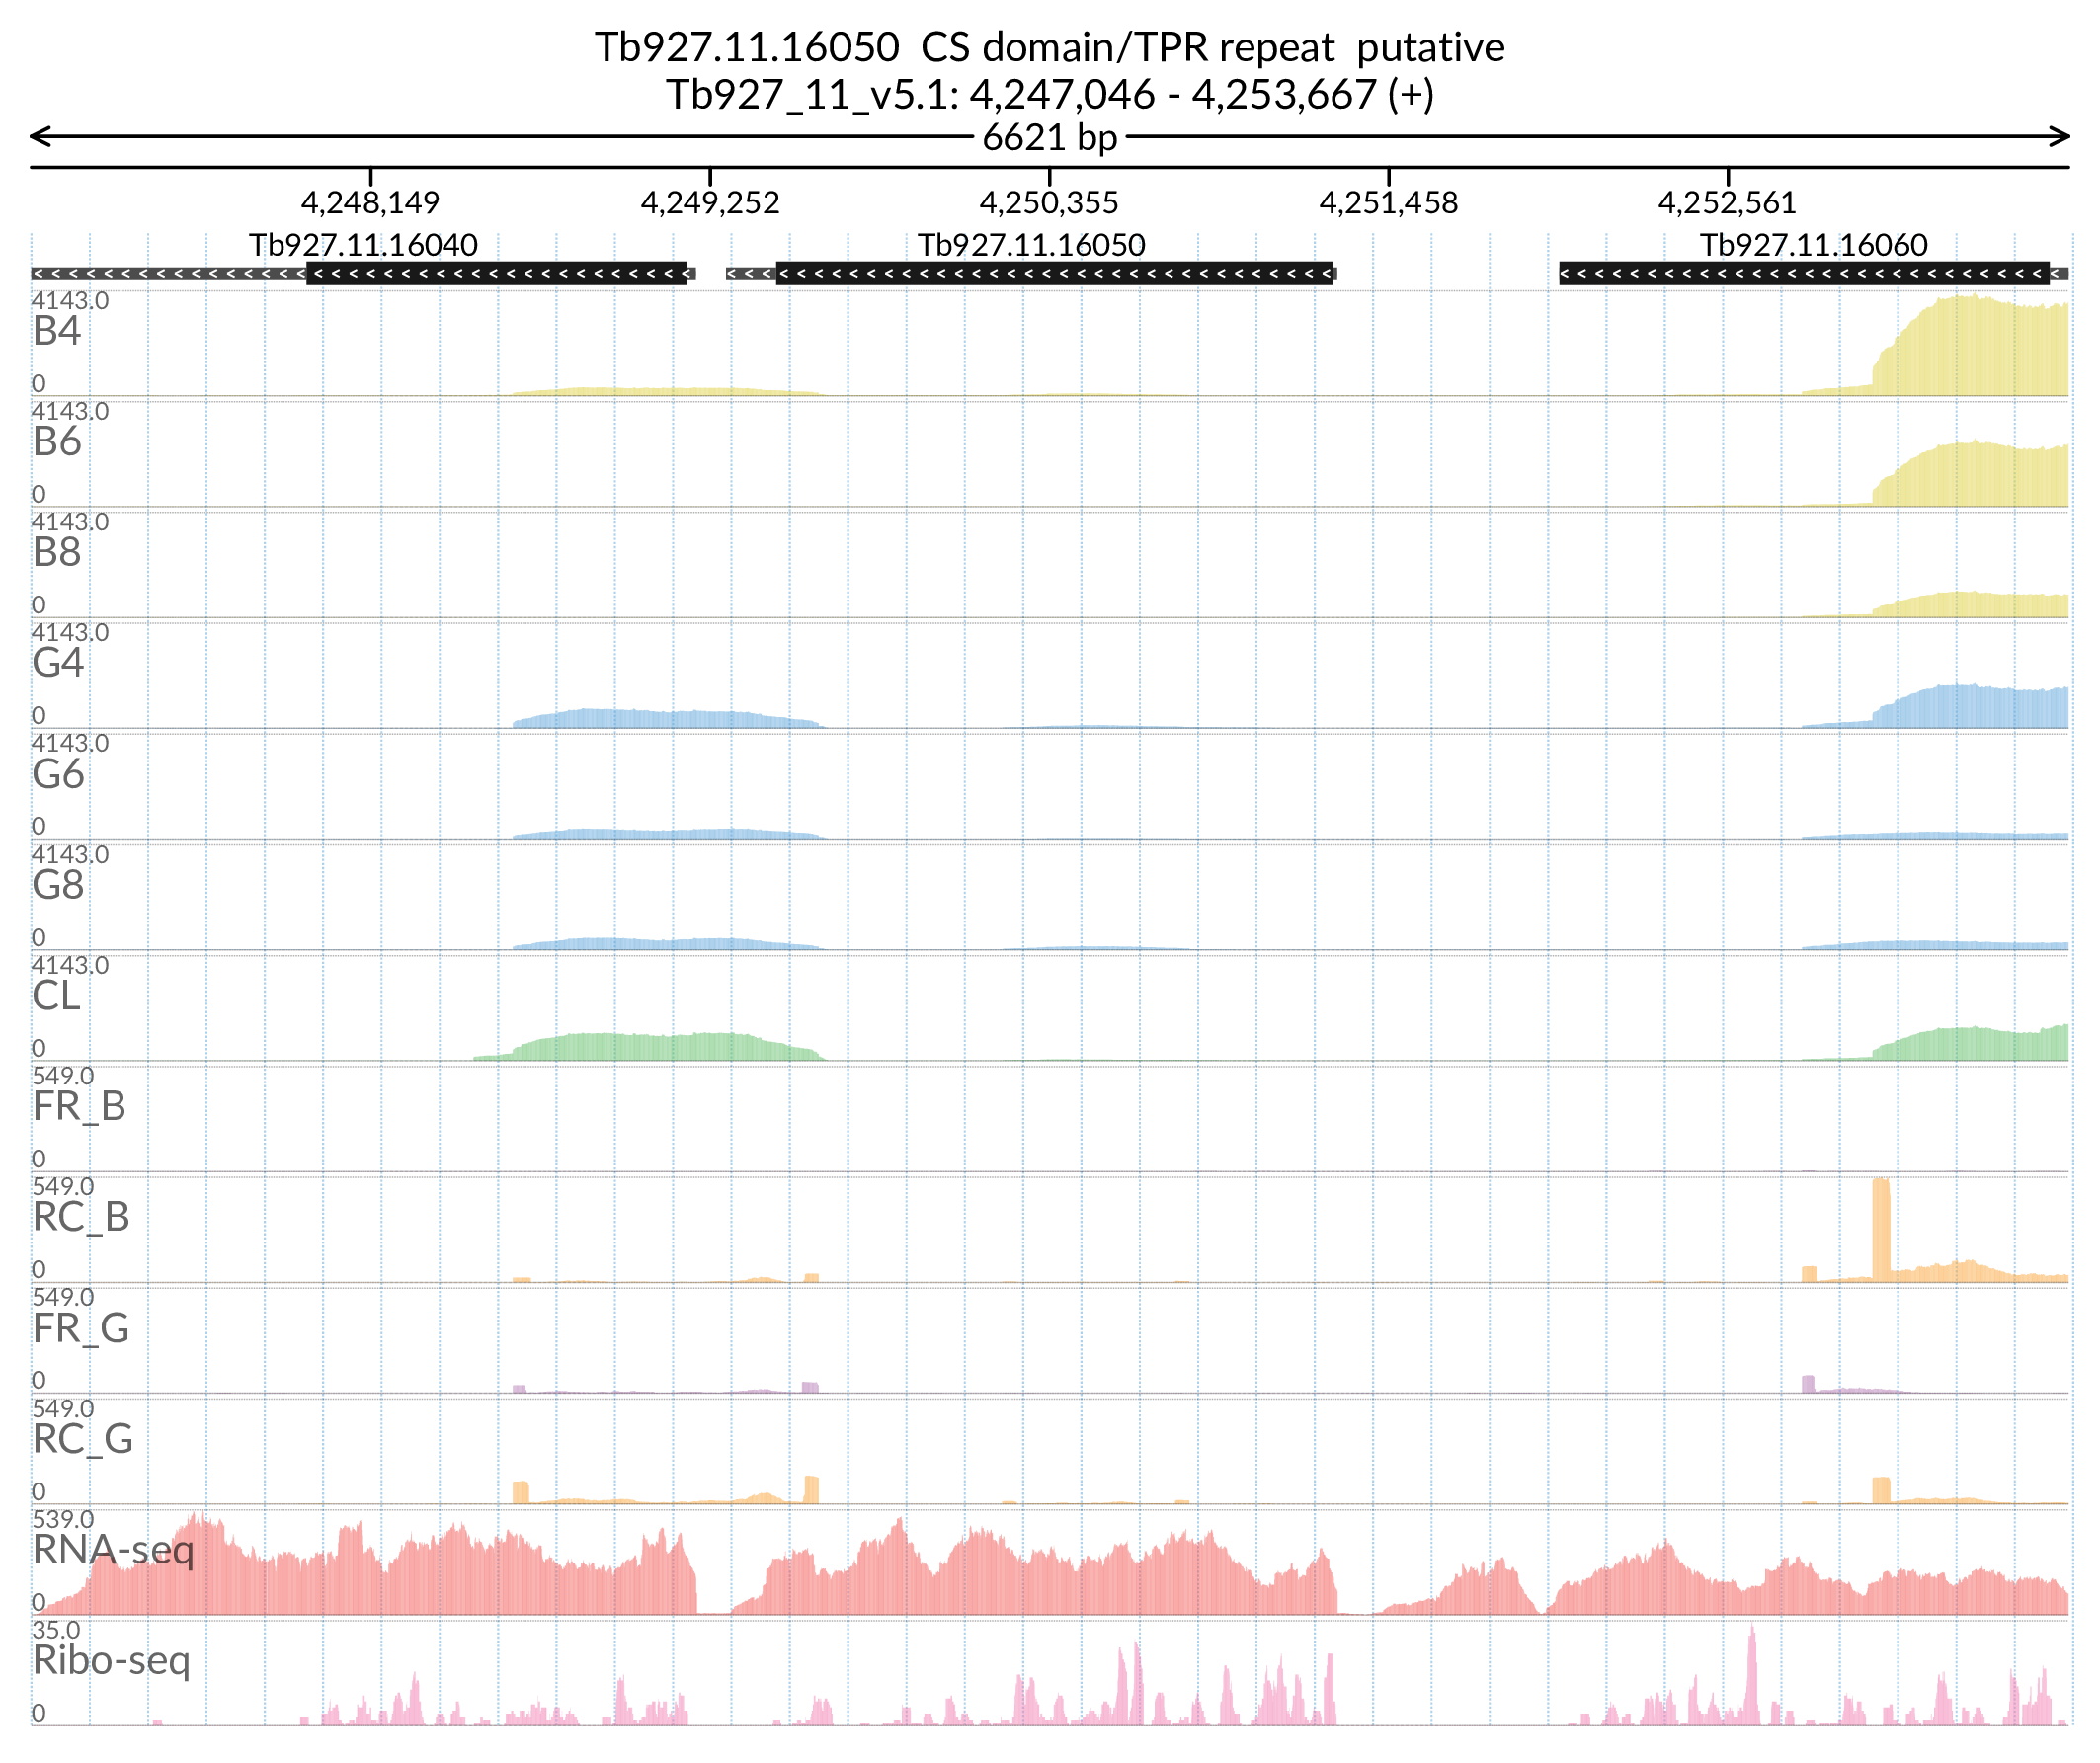 Tb927.11.16050 CS domain/TPR repeat putative
Tb927_11_v5.1: 4,247,046 - 4,253,667 (+)
6621 bp
4,248,149 4,249,252 4,250,355 4,251,458 4,252,561
Tb927.11.16040 Tb927.11.16050 Tb927.11.16060
4143.0
B4
0
4143.0
B6
0
4143.0
B8
0
4143.0
G4
0
4143.0
G6
0
4143.0
G8
0
4143.0
CL
0
549.0
FR_B
0
549.0
RC_B
0
549.0
FR_G
0
549.0
RC_G
0
539.0
RNA-seq
0
35.0
Ribo-seq
0